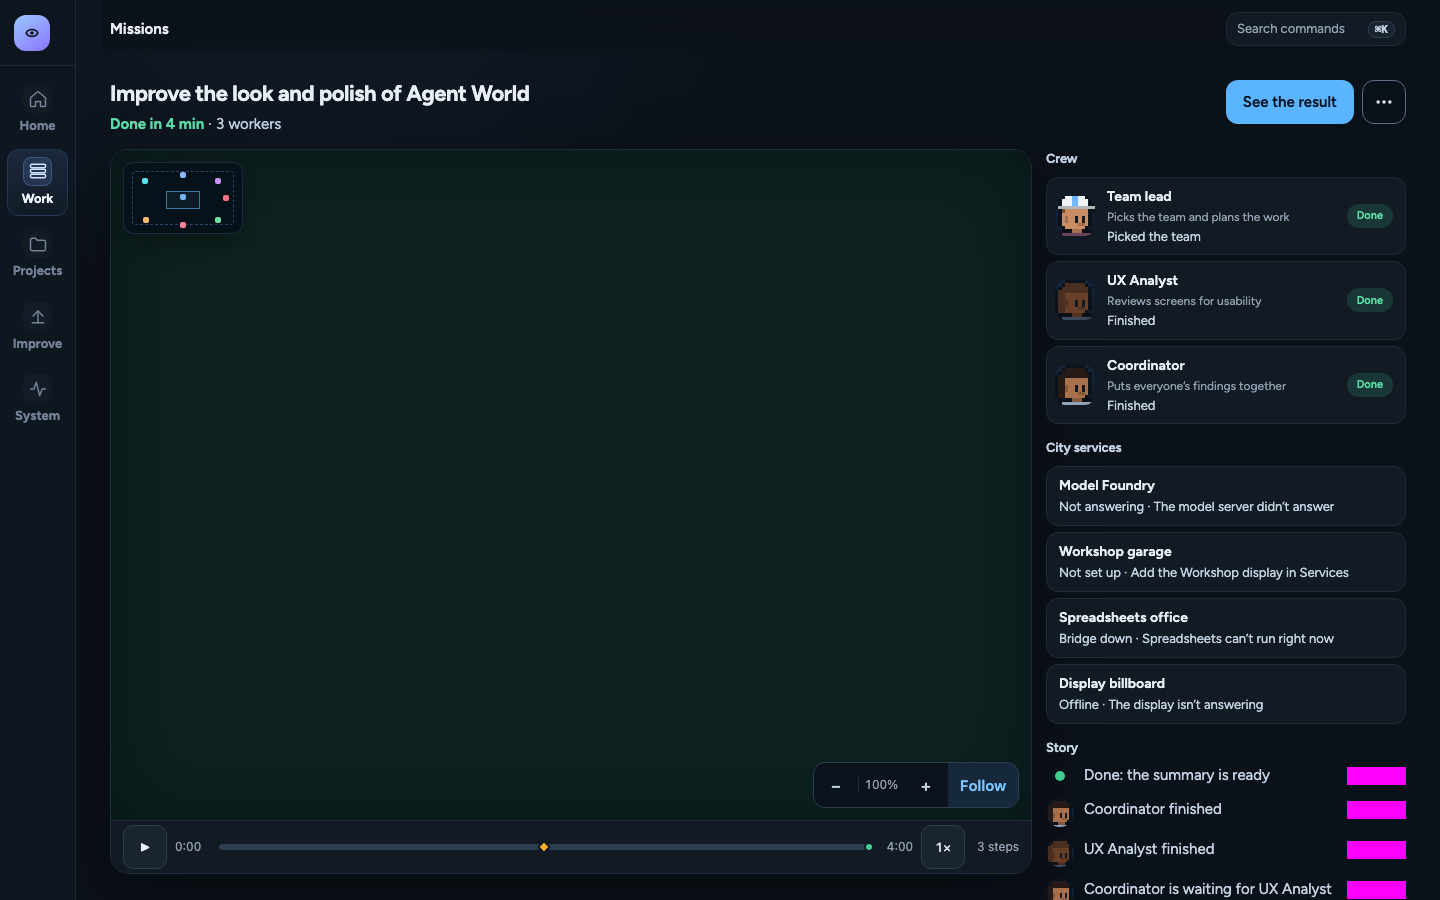 Missions
Search commands ⌘K
Home
Work
Projects
Improve
System
Improve the look and polish of Agent World
Done in 4 min · 3 workers
See the result
100%
Follow
0:00
4:00
1×
3 steps
Crew
Team lead
Picks the team and plans the work
Picked the team
Done
UX Analyst
Reviews screens for usability
Finished
Done
Coordinator
Puts everyone’s findings together
Finished
Done
City services
Model Foundry
Not answering · The model server didn’t answer
Workshop garage
Not set up · Add the Workshop display in Services
Spreadsheets office
Bridge down · Spreadsheets can’t run right now
Display billboard
Offline · The display isn’t answering
Story
Done: the summary is ready
Coordinator finished
UX Analyst finished
Coordinator is waiting for UX Analyst